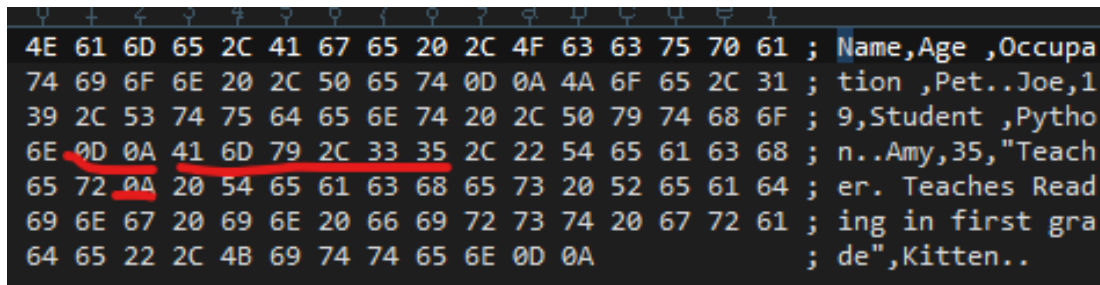 4E 61 6D 65 2C 41 67 65 20 2C 4F 63 63 75 70 61 ; Name,Age ,Occupa
74 69 6F 6E 20 2C 50 65 74 0D 0A 4A 6F 65 2C 31 ; tion ,Pet..Joe,1
39 2C 53 74 75 64 65 6E 74 20 2C 50 79 74 68 6F ; 9,Student ,Pytho
6E 0D 0A 41 6D 79 2C 33 35 2C 22 54 65 61 63 68 ; n..Amy,35,"Teach
65 72 0A 20 54 65 61 63 68 65 73 20 52 65 61 64 ; er. Teaches Read
69 6E 67 20 69 6E 20 66 69 72 73 74 20 67 72 61 ; ing in first gra
64 65 22 2C 4B 69 74 74 65 6E 0D 0A ; de",Kitten..